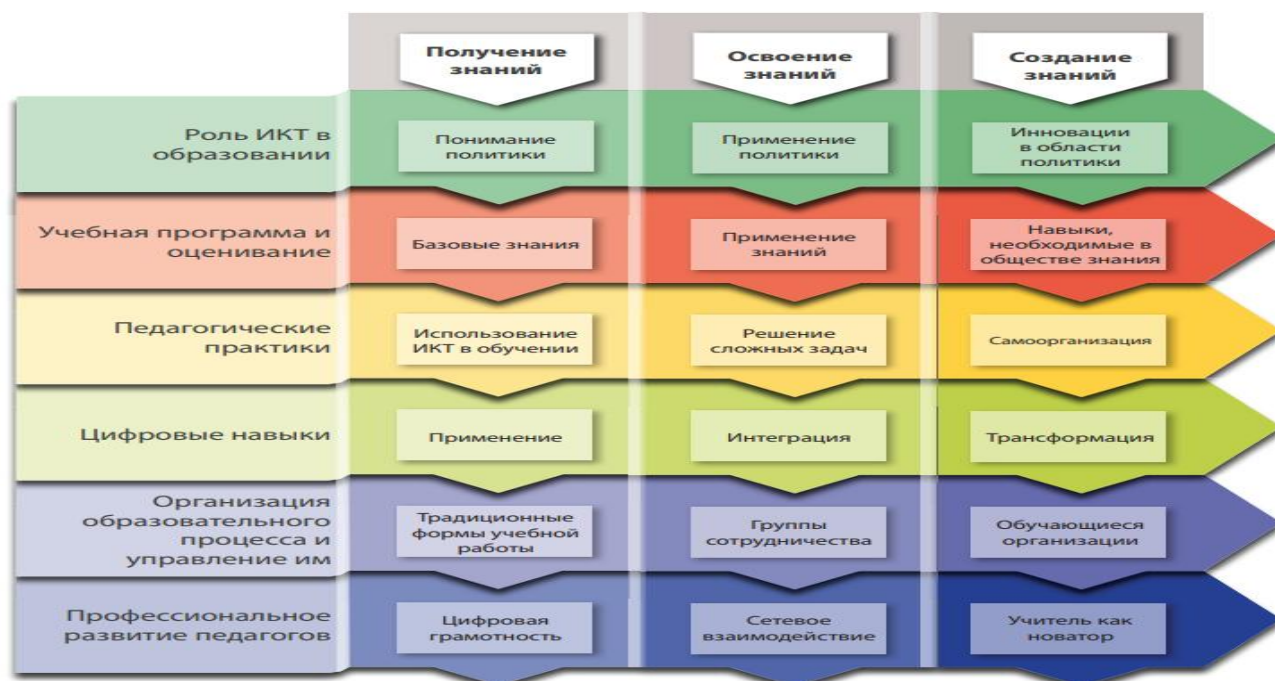 Получение
знаний
Освоение
знаний
Создание
знаний
Роль ИКТ в
образовании
Понимание
политики
Применение
политики
Инновации
в области
политики
Учебная программа и
оценивание
Базовые знания
Применение
знаний
Навыки,
необходимые в
обществе знания
Педагогические
практики
Использование
ИКТ в обучении
Решение
сложных задач
Самоорганизация
Цифровые навыки
Применение
Интеграция
Трансформация
Организация
образовательного
процесса и
управление им
Традиционные
формы учебной
работы
Группы
сотрудничества
Обучающиеся
организации
Профессиональное
развитие педагогов
Цифровая
грамотность
Сетевое
взаимодействие
Учитель как
новатор